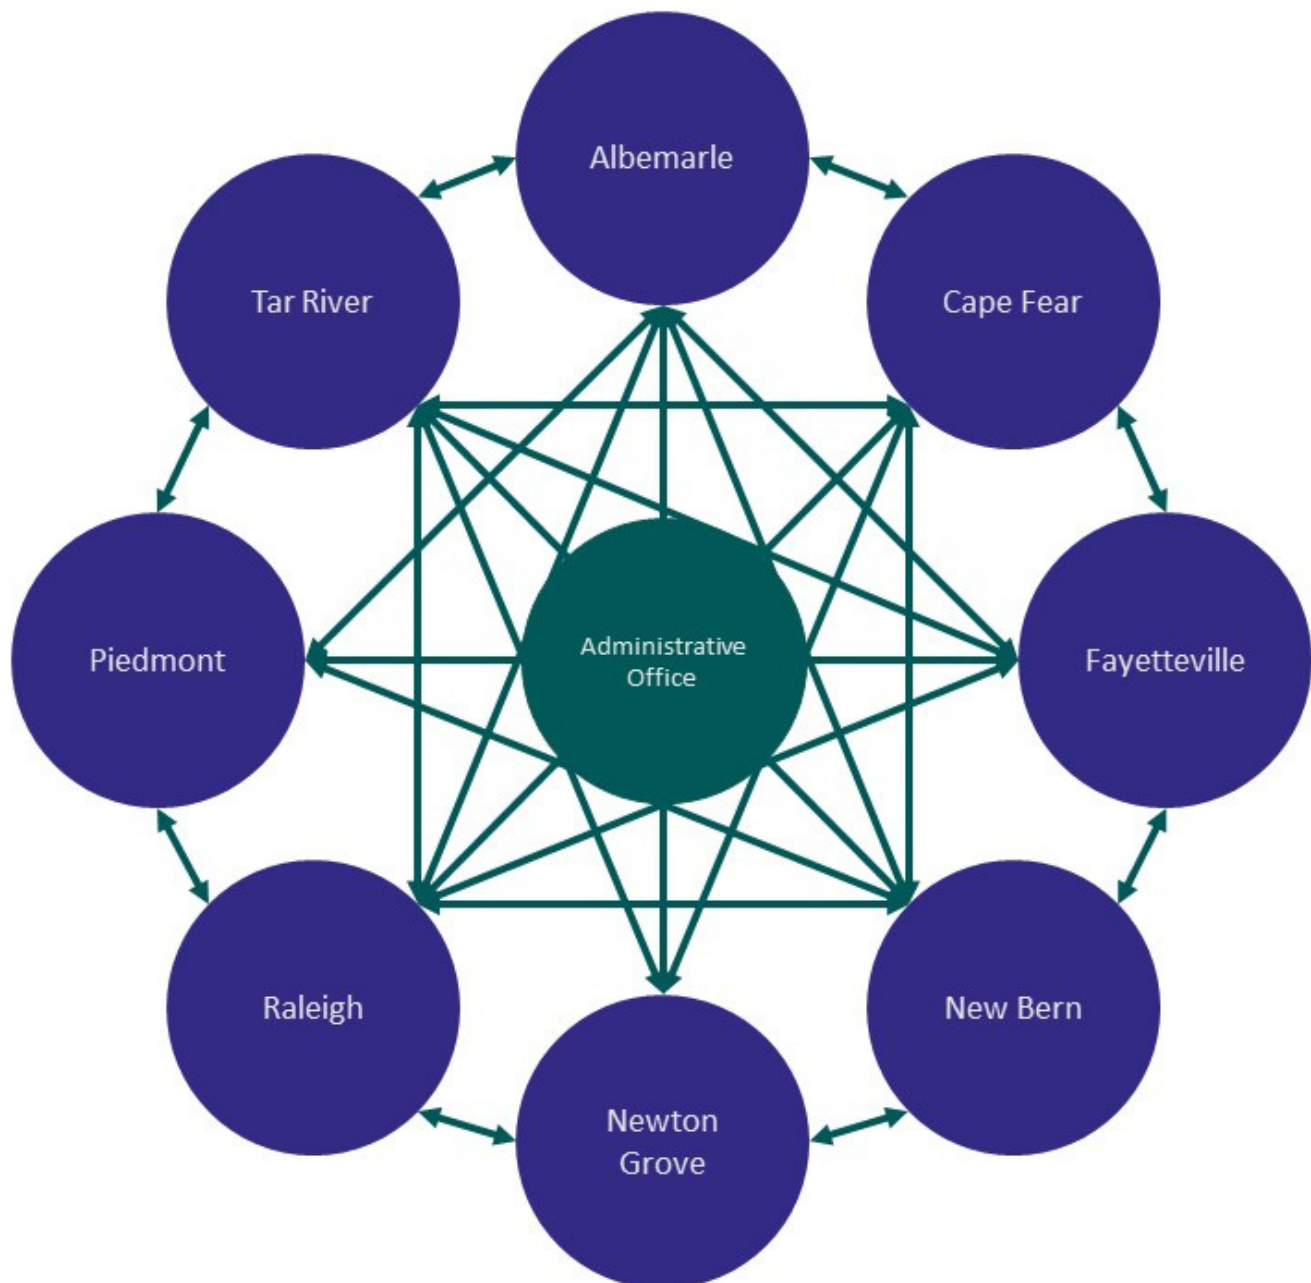 Albemarle
Tar River
Cape Fear
Piedmont
Administrative
Office
Fayetteville
Raleigh
New Bern
Newton
Grove